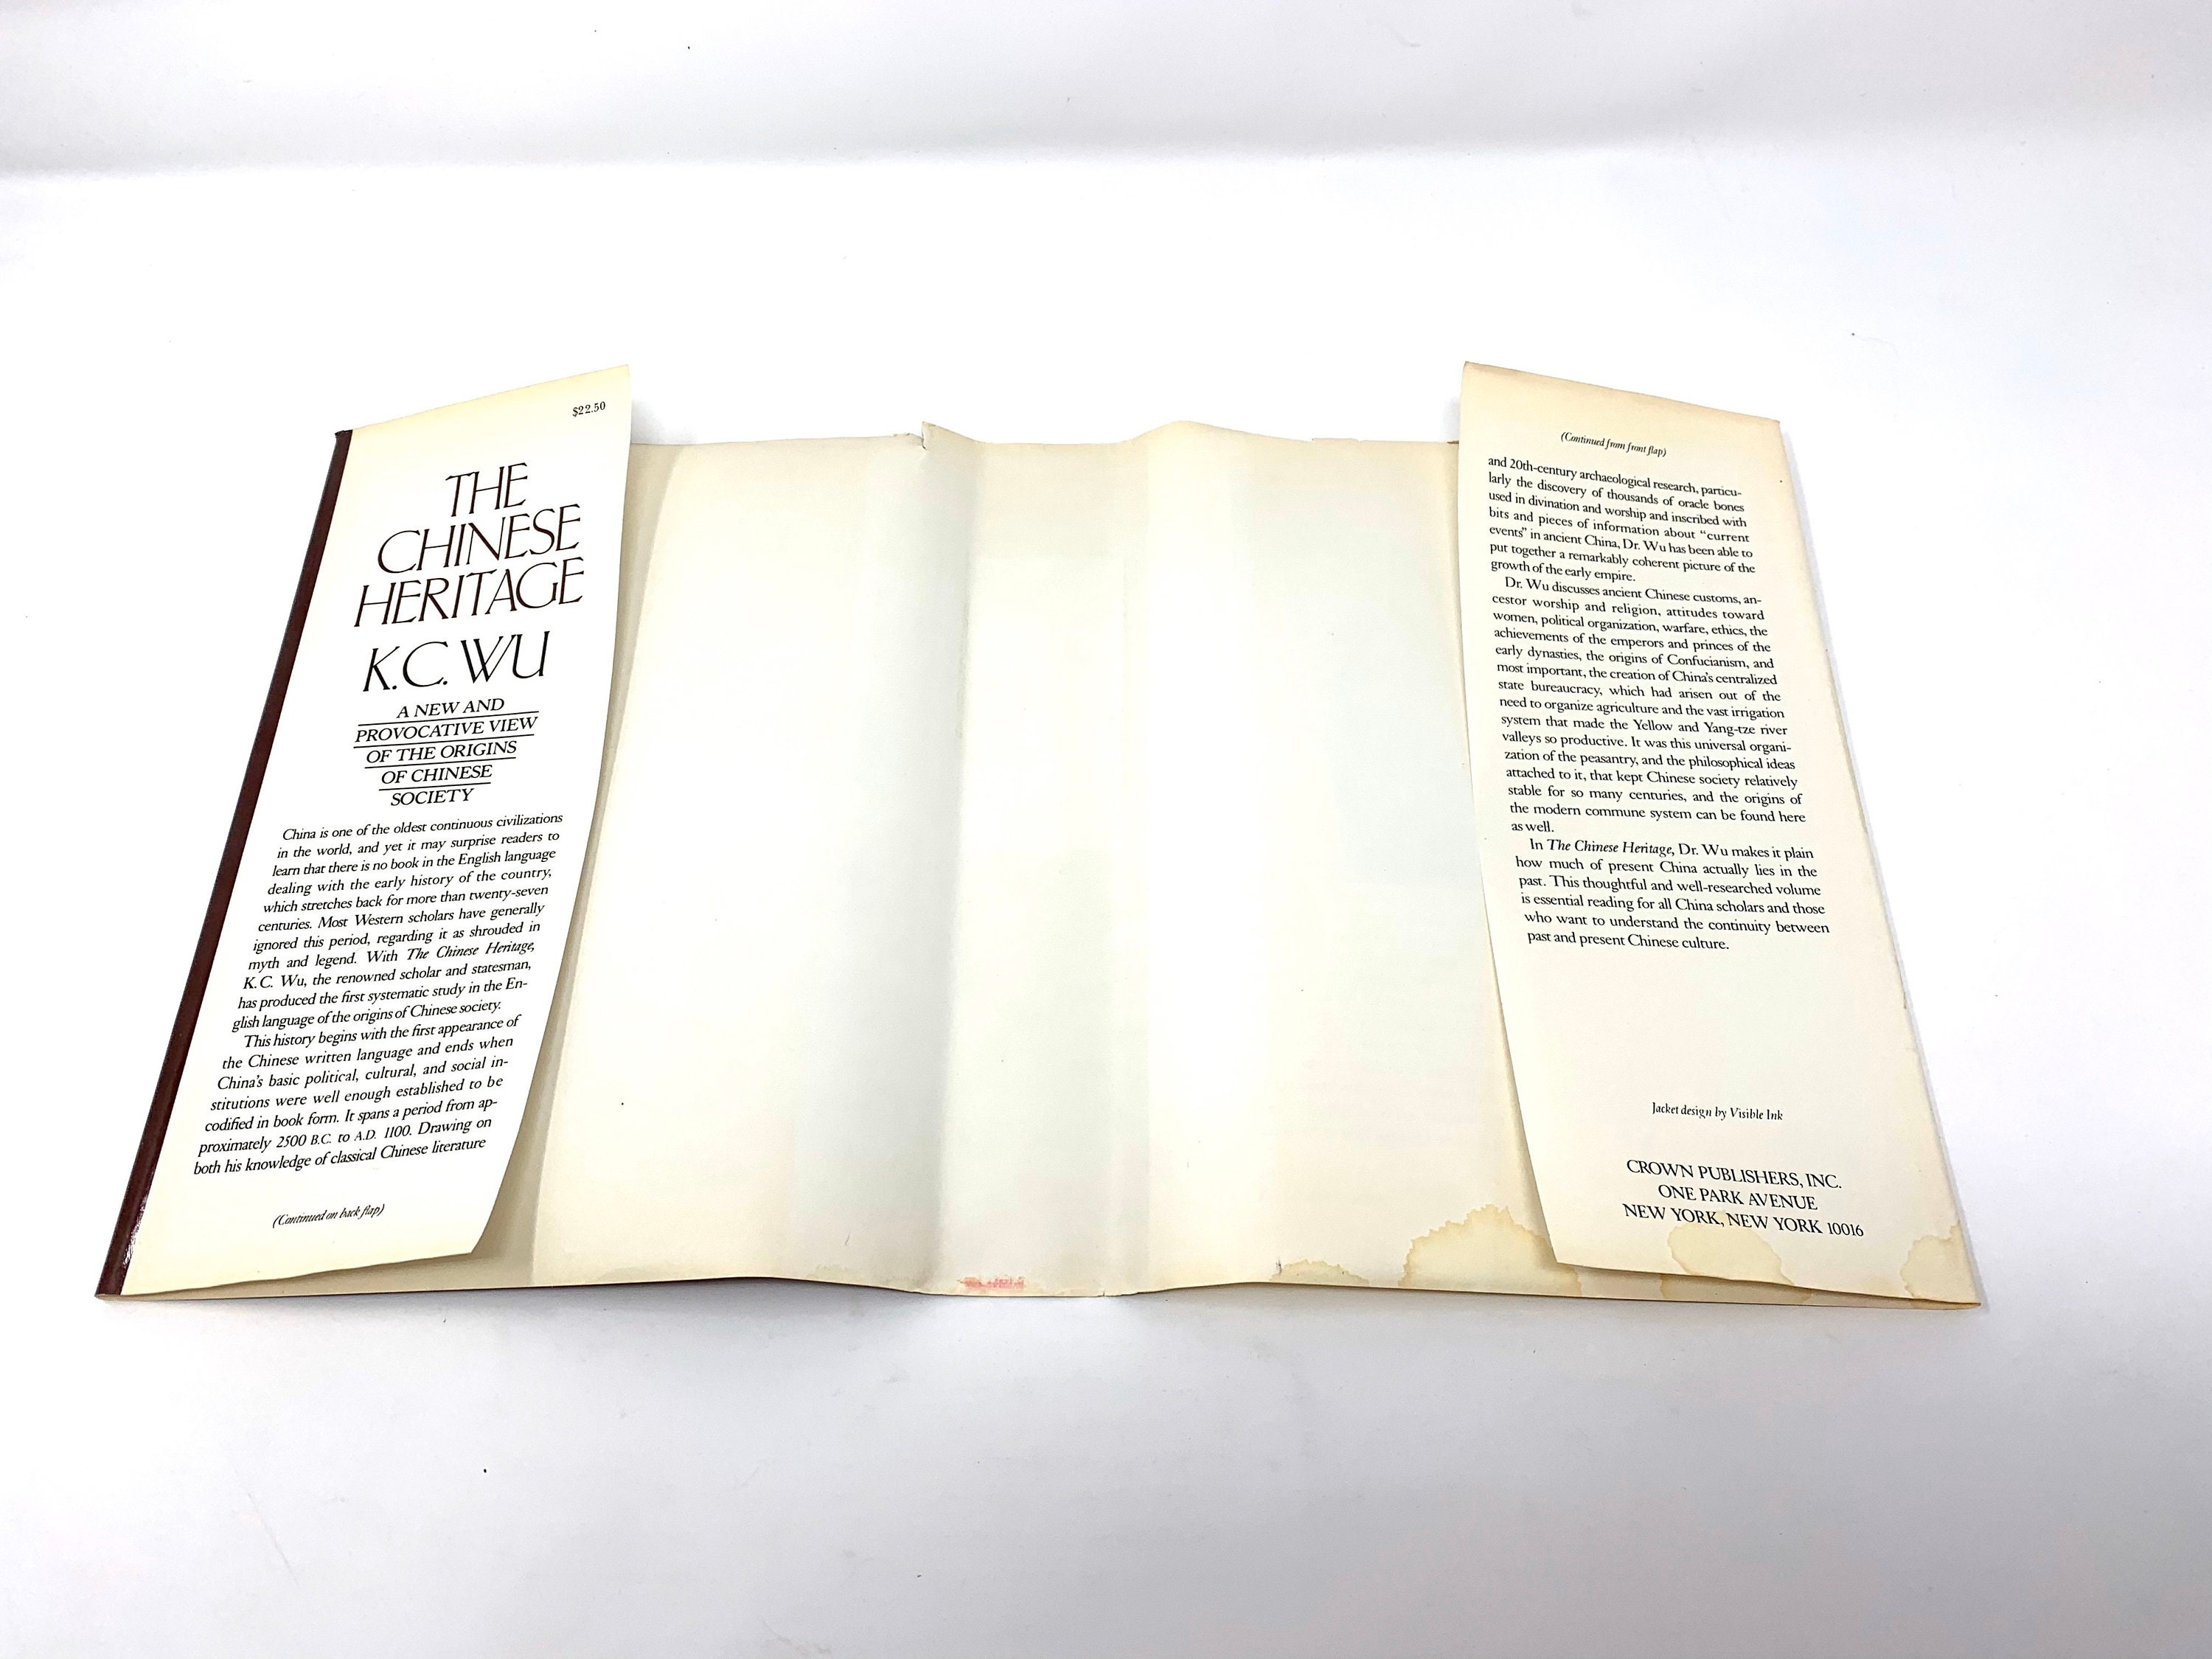 $22.50
THE
CHINESE
HERITAGE
K.C. WU
A NEW AND
PROVOCATIVE VIEW
OF THE ORIGINS
OF CHINESE
SOCIETY
China is one of the oldest continuous civilizations
in the world, and yet it may surprise readers to
learn that there is no book in the English language
dealing with the early history of the country,
which stretches back for more than twenty-seven
centuries. Most Western scholars have generally
ignored this period, regarding it as shrouded in
myth and legend. With The Chinese Heritage,
K.C. Wu, the renowned scholar and statesman,
has produced the first systematic study in the En-
glish language of the origins of Chinese society.
This history begins with the first appearance of
the Chinese written language and ends when
China's basic political, cultural, and social in-
stitutions were well enough established to be
codified in book form. It spans a period from ap-
proximately 2500 B.C. to A.D. 1100. Drawing on
both his knowledge of classical Chinese literature
(Continued on back flap)
(Continued from front flap)
and 20th-century archaeological research, particu-
larly the discovery of thousands of oracle bones
used in divination and worship and inscribed with
bits and pieces of information about "current
events" in ancient China, Dr. Wu has been able to
put together a remarkably coherent picture of the
growth of the early empire.
Dr. Wu discusses ancient Chinese customs, an-
cestor worship and religion, attitudes toward
women, political organization, warfare, ethics, the
achievements of the emperors and princes of the
early dynasties, the origins of Confucianism, and
most important, the creation of China's centralized
state bureaucracy, which had arisen out of the
need to organize agriculture and the vast irrigation
system that made the Yellow and Yang-tze river
valleys so productive. It was this universal organi-
zation of the peasantry, and the philosophical ideas
attached to it, that kept Chinese society relatively
stable for so many centuries, and the origins of
the modern commune system can be found here
as well.
In The Chinese Heritage, Dr. Wu makes it plain
how much of present China actually lies in the
past. This thoughtful and well-researched volume
is essential reading for all China scholars and those
who want to understand the continuity between
past and present Chinese culture.
Jacket design by Visible Ink
CROWN PUBLISHERS, INC.
ONE PARK AVENUE
NEW YORK, NEW YORK 10016